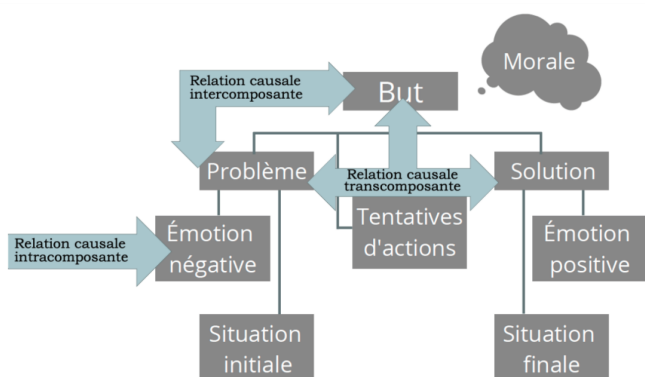 Morale
Relation causale
intercomposante
But
Problème
Relation causale
transcomposante
Solution
Tentatives
d'actions
Relation causale
intracomposante
Émotion
négative
Émotion
positive
Situation
initiale
Situation
finale